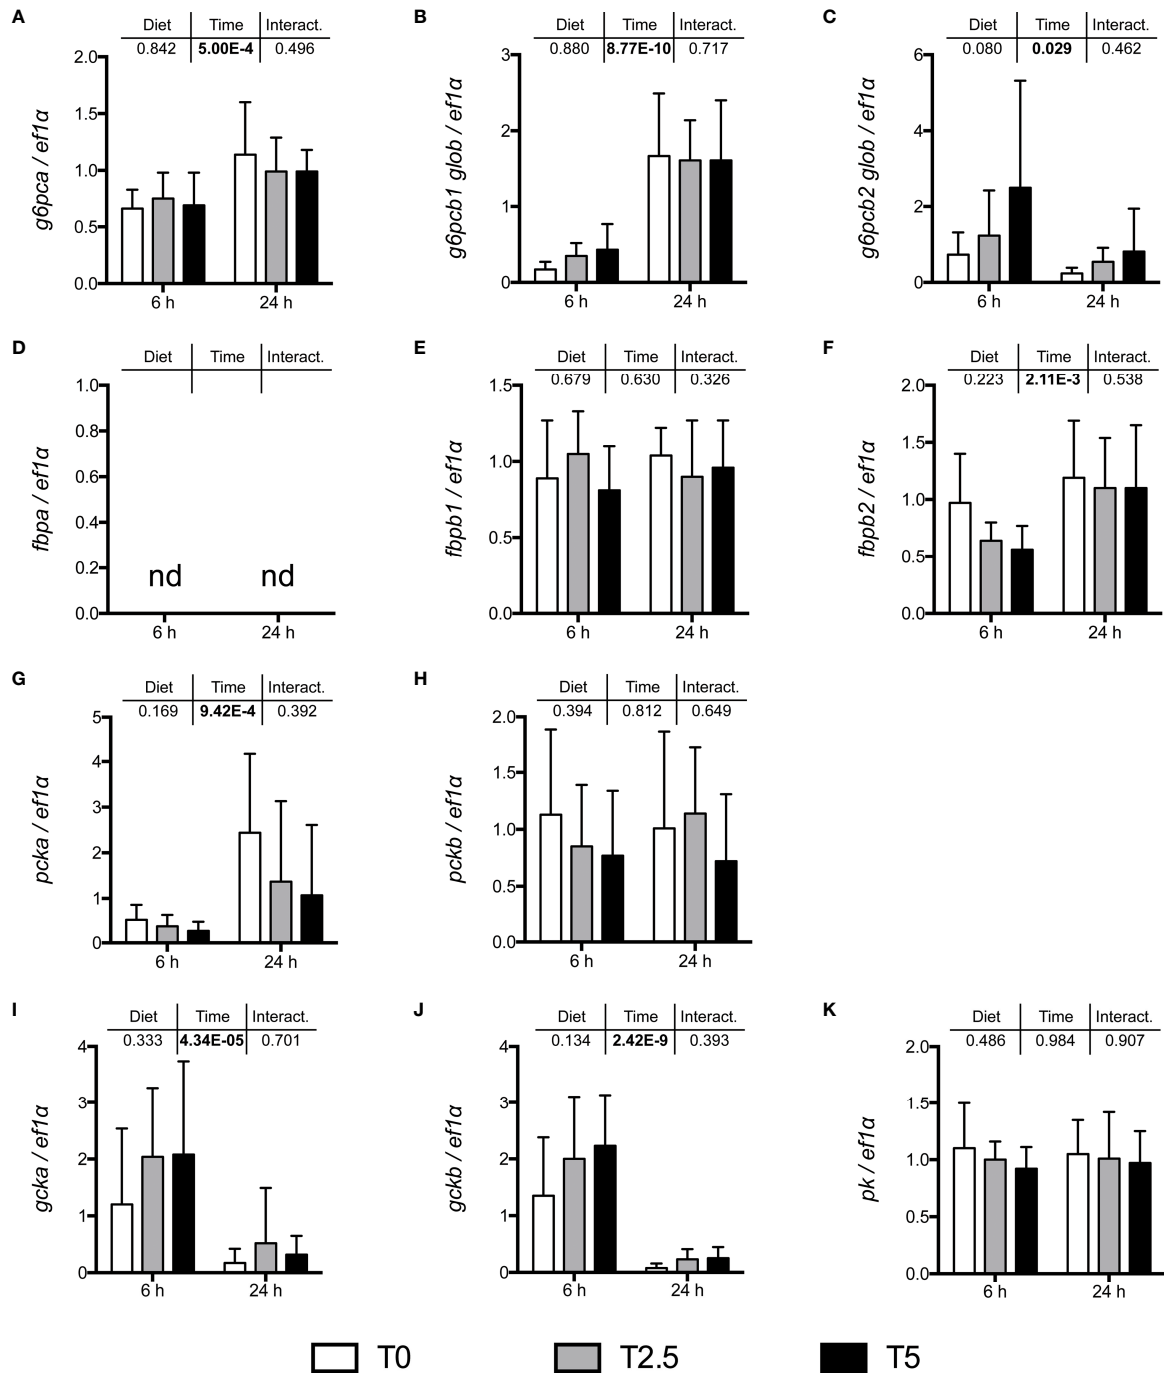 A
Diet Time Interact.
0.842 5.00E-4 0.496
g6pca / ef1α
2.0
1.5
1.0
0.5
0.0
6 h 24 h
B
Diet Time Interact.
0.880 8.77E-10 0.717
g6pcb1 glob / ef1α
3
2
1
0
6 h 24 h
C
Diet Time Interact.
0.080 0.029 0.462
g6pcb2 glob / ef1α
6
4
2
0
6 h 24 h
D
Diet Time Interact.
fbpa / ef1α
1.0
0.8
0.6
0.4
0.2
0.0
nd nd
6 h 24 h
E
Diet Time Interact.
0.679 0.630 0.326
fbpb1 / ef1α
1.5
1.0
0.5
0.0
6 h 24 h
F
Diet Time Interact.
0.223 2.11E-3 0.538
fbpb2 / ef1α
2.0
1.5
1.0
0.5
0.0
6 h 24 h
G
Diet Time Interact.
0.169 9.42E-4 0.392
pcka / ef1α
5
4
3
2
1
0
6 h 24 h
H
Diet Time Interact.
0.394 0.812 0.649
pckb / ef1α
2.0
1.5
1.0
0.5
0.0
6 h 24 h
I
Diet Time Interact.
0.333 4.34E-05 0.701
gcka / ef1α
4
3
2
1
0
6 h 24 h
J
Diet Time Interact.
0.134 2.42E-9 0.393
gckb / ef1α
4
3
2
1
0
6 h 24 h
K
Diet Time Interact.
0.486 0.984 0.907
pk / ef1α
2.0
1.5
1.0
0.5
0.0
6 h 24 h
T0 T2.5 T5